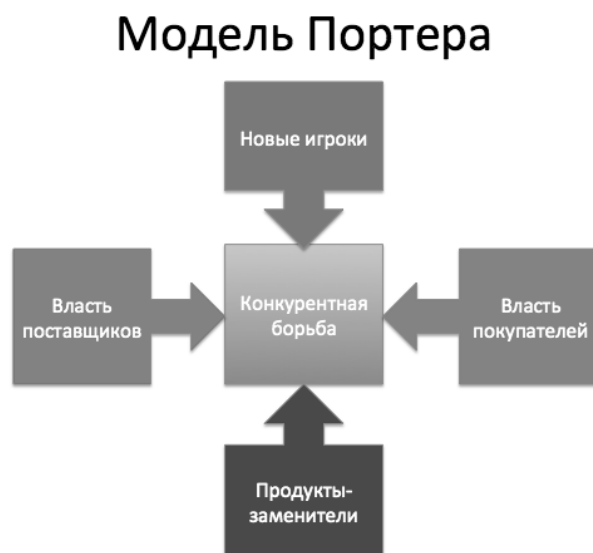 Модель Портера
Новые игроки
Власть
поставщиков
Конкурентная
борьба
Власть
покупателей
Продукты-
заменители